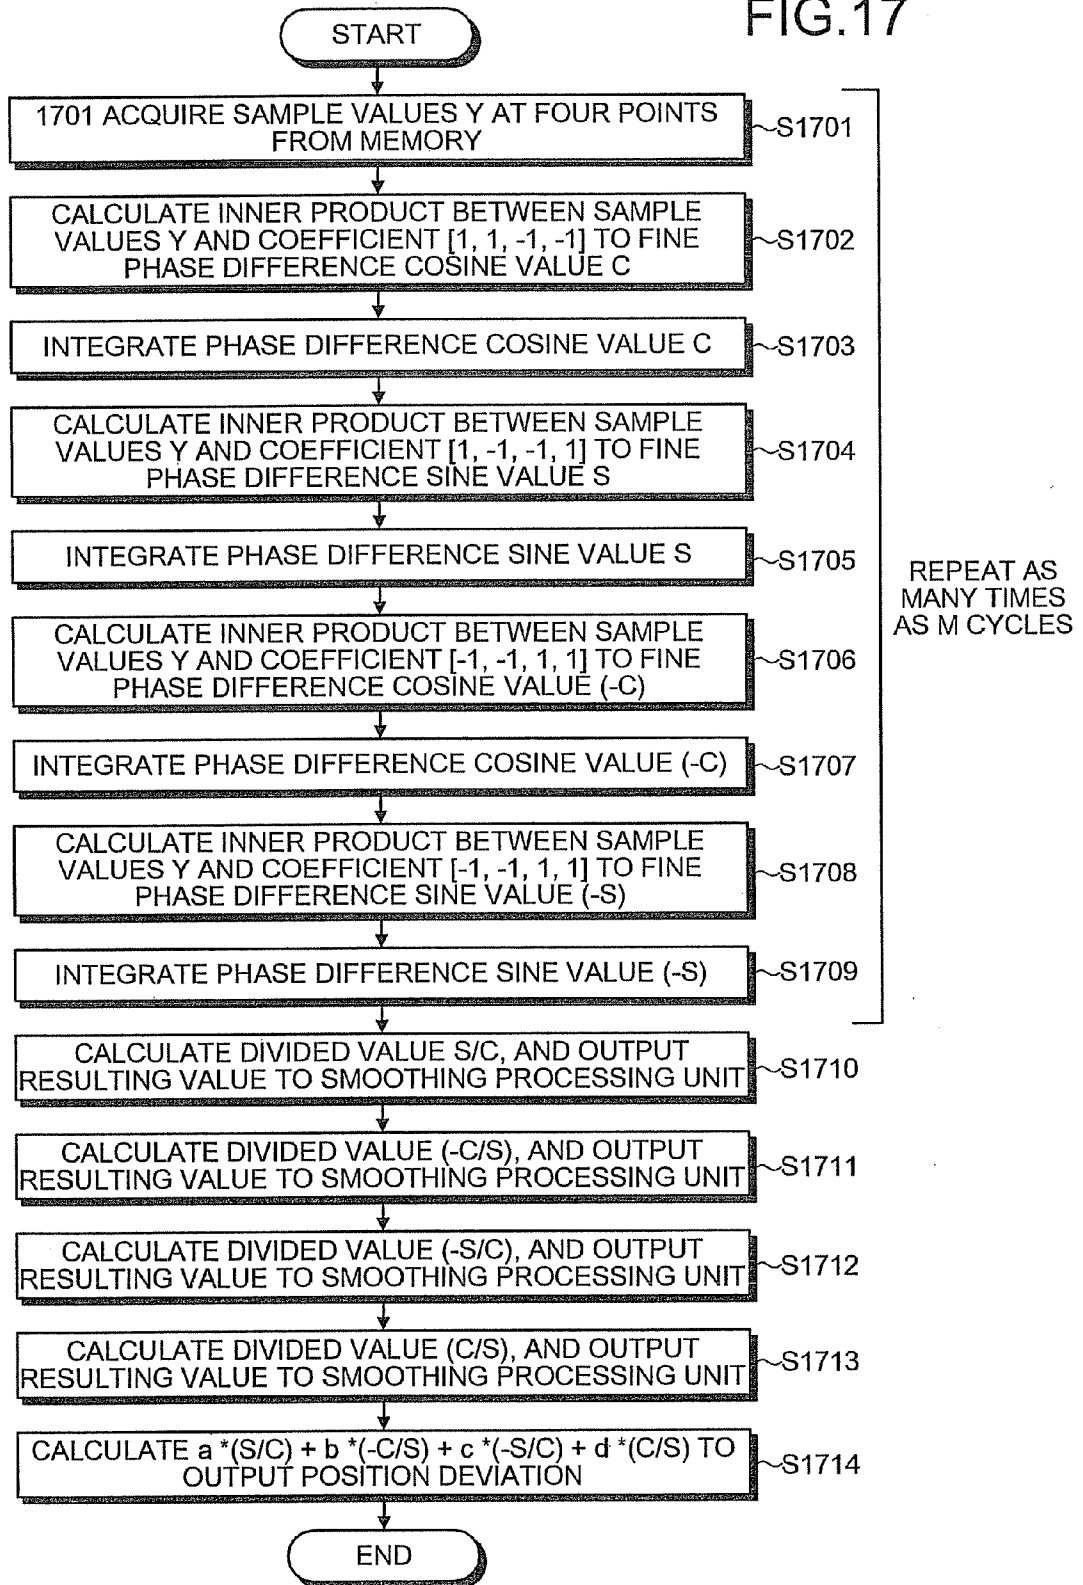 FIG.17
START
1701 ACQUIRE SAMPLE VALUES Y AT FOUR POINTS
FROM MEMORY
S1701
CALCULATE INNER PRODUCT BETWEEN SAMPLE
VALUES Y AND COEFFICIENT [1, 1, -1, -1] TO FINE
PHASE DIFFERENCE COSINE VALUE C
S1702
INTEGRATE PHASE DIFFERENCE COSINE VALUE C
S1703
CALCULATE INNER PRODUCT BETWEEN SAMPLE
VALUES Y AND COEFFICIENT [1, -1, -1, 1] TO FINE
PHASE DIFFERENCE SINE VALUE S
S1704
INTEGRATE PHASE DIFFERENCE SINE VALUE S
S1705
REPEAT AS
MANY TIMES
AS M CYCLES
CALCULATE INNER PRODUCT BETWEEN SAMPLE
VALUES Y AND COEFFICIENT [-1, -1, 1, 1] TO FINE
PHASE DIFFERENCE COSINE VALUE (-C)
S1706
INTEGRATE PHASE DIFFERENCE COSINE VALUE (-C)
S1707
CALCULATE INNER PRODUCT BETWEEN SAMPLE
VALUES Y AND COEFFICIENT [-1, -1, 1, 1] TO FINE
PHASE DIFFERENCE SINE VALUE (-S)
S1708
INTEGRATE PHASE DIFFERENCE SINE VALUE (-S)
S1709
CALCULATE DIVIDED VALUE S/C, AND OUTPUT
RESULTING VALUE TO SMOOTHING PROCESSING UNIT
S1710
CALCULATE DIVIDED VALUE (-C/S), AND OUTPUT
RESULTING VALUE TO SMOOTHING PROCESSING UNIT
S1711
CALCULATE DIVIDED VALUE (-S/C), AND OUTPUT
RESULTING VALUE TO SMOOTHING PROCESSING UNIT
S1712
CALCULATE DIVIDED VALUE (C/S), AND OUTPUT
RESULTING VALUE TO SMOOTHING PROCESSING UNIT
S1713
CALCULATE a *(S/C) + b *(-C/S) + c *(-S/C) + d *(C/S) TO
OUTPUT POSITION DEVIATION
S1714
END